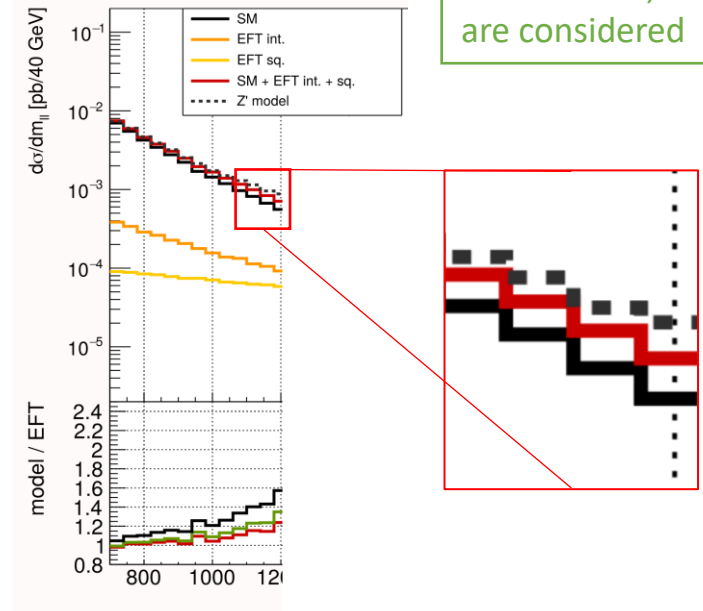 are considered
SM
EFT int.
EFT sq.
SM + EFT int. + sq.
Z' model
dσ/dm_ll [pb/40 GeV]
10⁻¹
10⁻²
10⁻³
10⁻⁴
10⁻⁵
model / EFT
2.4
2.2
2
1.8
1.6
1.4
1.2
1
0.8
800 1000